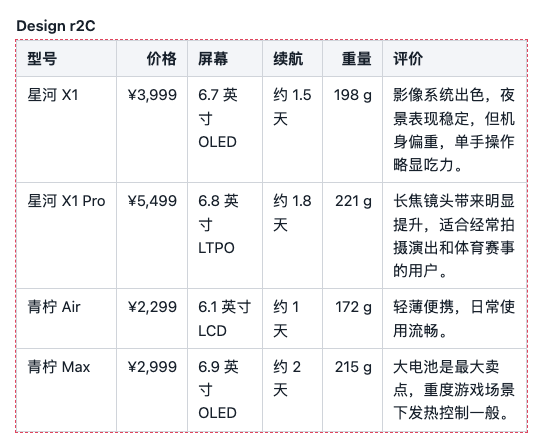 Design r2C
型号 价格 屏幕 续航 重量 评价
星河 X1 ¥3,999 6.7 英 约 1.5 198 g 影像系统出色，夜
寸 天 景表现稳定，但机
OLED 身偏重，单手操作
略显吃力。
星河 X1 Pro ¥5,499 6.8 英 约 1.8 221 g 长焦镜头带来明显
寸 天 提升，适合经常拍
LTPO 摄演出和体育赛事
的用户。
青柠 Air ¥2,299 6.1 英寸 约 1 172 g 轻薄便携，日常使
LCD 天 用流畅。
青柠 Max ¥2,999 6.9 英 约 2 215 g 大电池是最大卖
寸 天 点，重度游戏场景
OLED 下发热控制一般。